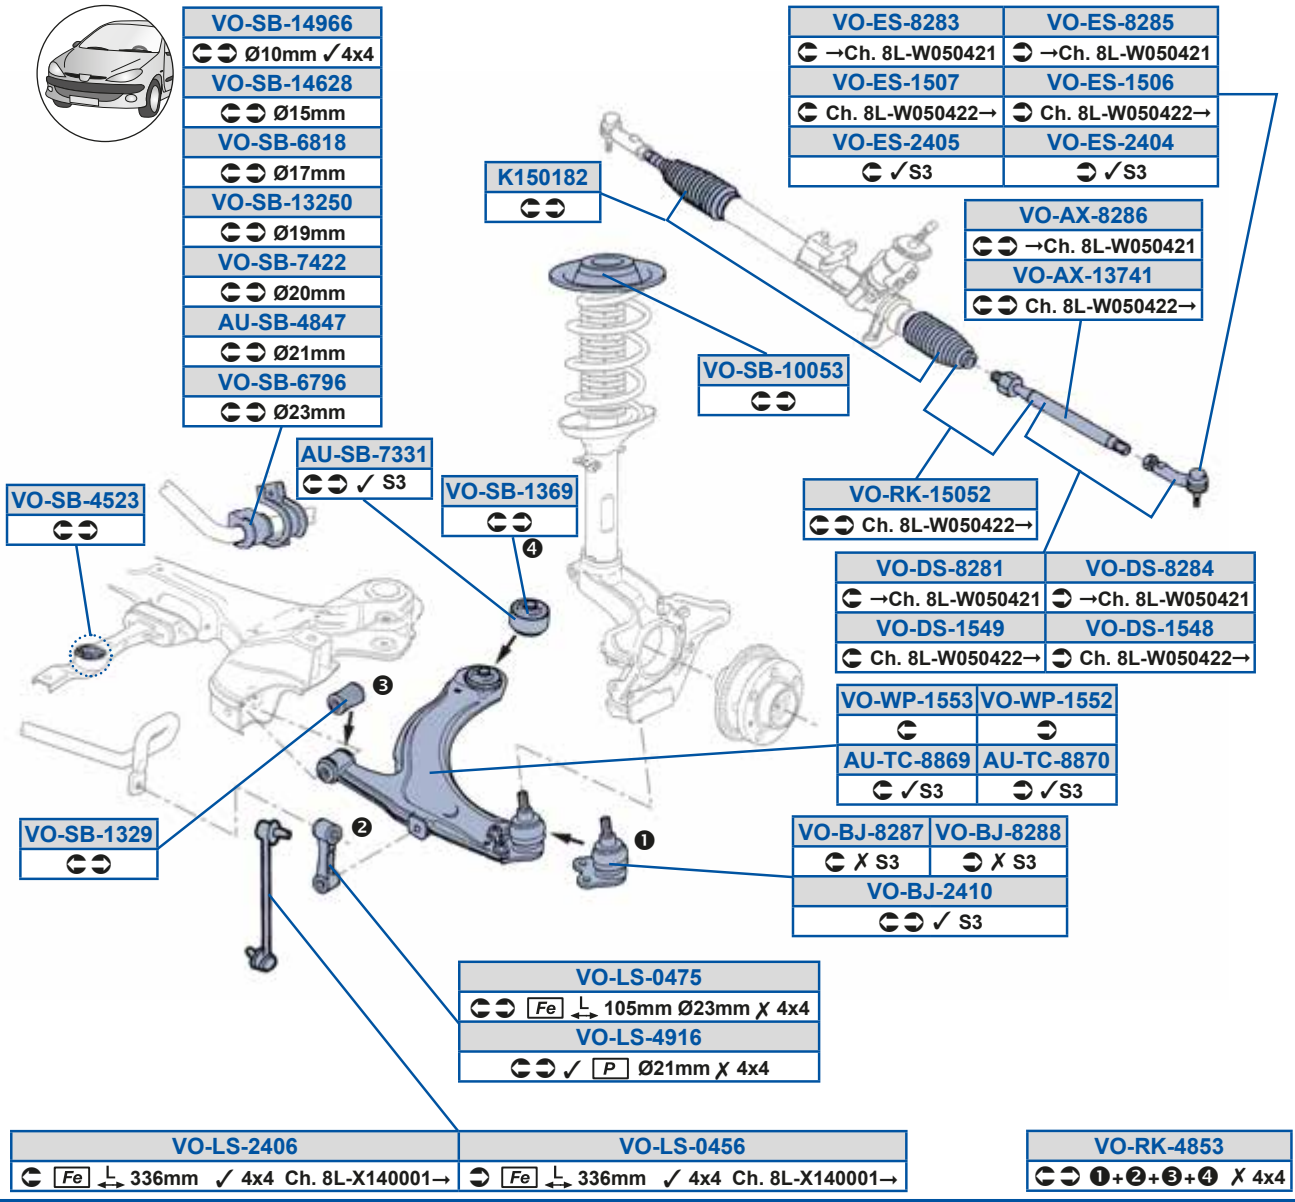 VO-SB-14966
Ø10mm ✓4x4
VO-SB-14628
Ø15mm
VO-SB-6818
Ø17mm
VO-SB-13250
Ø19mm
VO-SB-7422
Ø20mm
AU-SB-4847
Ø21mm
VO-SB-6796
Ø23mm
VO-ES-8283 VO-ES-8285
→Ch. 8L-W050421 →Ch. 8L-W050421
VO-ES-1507 VO-ES-1506
Ch. 8L-W050422→ Ch. 8L-W050422→
VO-ES-2405 VO-ES-2404
✓S3 ✓S3
K150182
VO-AX-8286
→Ch. 8L-W050421
VO-AX-13741
Ch. 8L-W050422→
VO-SB-10053
AU-SB-7331
✓ S3
VO-SB-1369
❹
VO-SB-4523
VO-RK-15052
Ch. 8L-W050422→
VO-DS-8281 VO-DS-8284
→Ch. 8L-W050421 →Ch. 8L-W050421
VO-DS-1549 VO-DS-1548
Ch. 8L-W050422→ Ch. 8L-W050422→
❸
VO-WP-1553 VO-WP-1552
AU-TC-8869 AU-TC-8870
✓S3 ✓S3
VO-SB-1329
❷
❶
VO-BJ-8287 VO-BJ-8288
✗ S3 ✗ S3
VO-BJ-2410
✓ S3
VO-LS-0475
Fe L 105mm Ø23mm ✗ 4x4
VO-LS-4916
✓ P Ø21mm ✗ 4x4
VO-LS-2406 VO-LS-0456
Fe L 336mm ✓ 4x4 Ch. 8L-X140001→ Fe L 336mm ✓ 4x4 Ch. 8L-X140001→
VO-RK-4853
❶+❷+❸+❹ ✗ 4x4